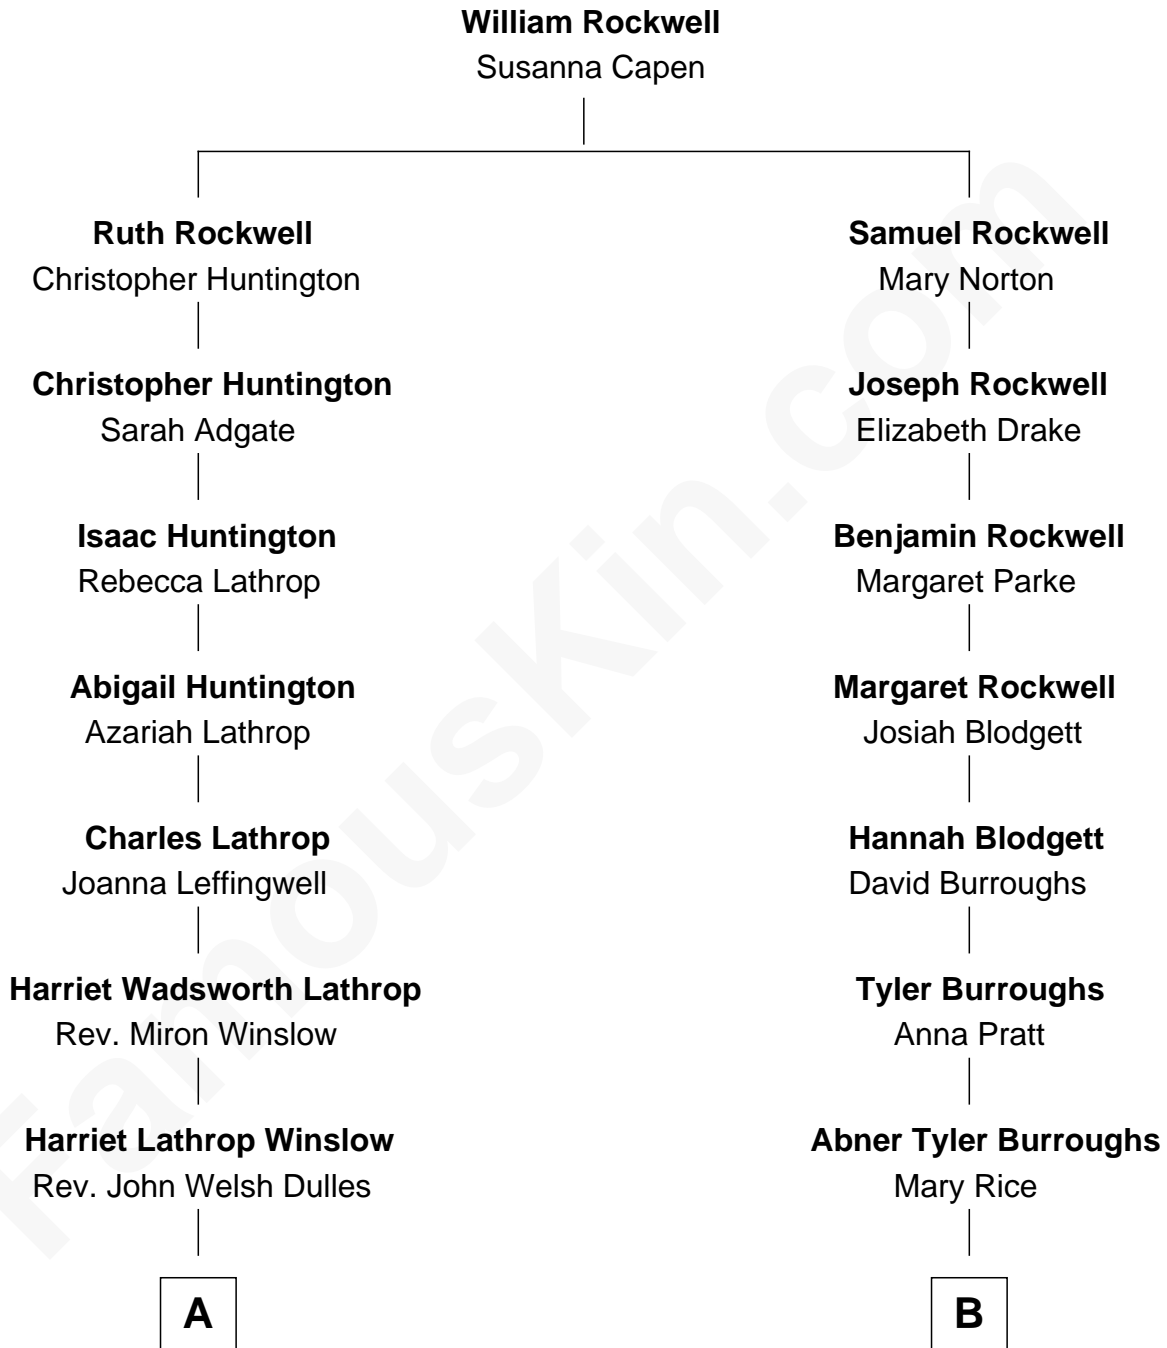 William Rockwell
Susanna Capen
Ruth Rockwell
Christopher Huntington
Samuel Rockwell
Mary Norton
Christopher Huntington
Sarah Adgate
Joseph Rockwell
Elizabeth Drake
Isaac Huntington
Rebecca Lathrop
Benjamin Rockwell
Margaret Parke
Abigail Huntington
Azariah Lathrop
Margaret Rockwell
Josiah Blodgett
Charles Lathrop
Joanna Leffingwell
Hannah Blodgett
David Burroughs
Harriet Wadsworth Lathrop
Rev. Miron Winslow
Tyler Burroughs
Anna Pratt
Harriet Lathrop Winslow
Rev. John Welsh Dulles
Abner Tyler Burroughs
Mary Rice
A
B
FamousKin.com